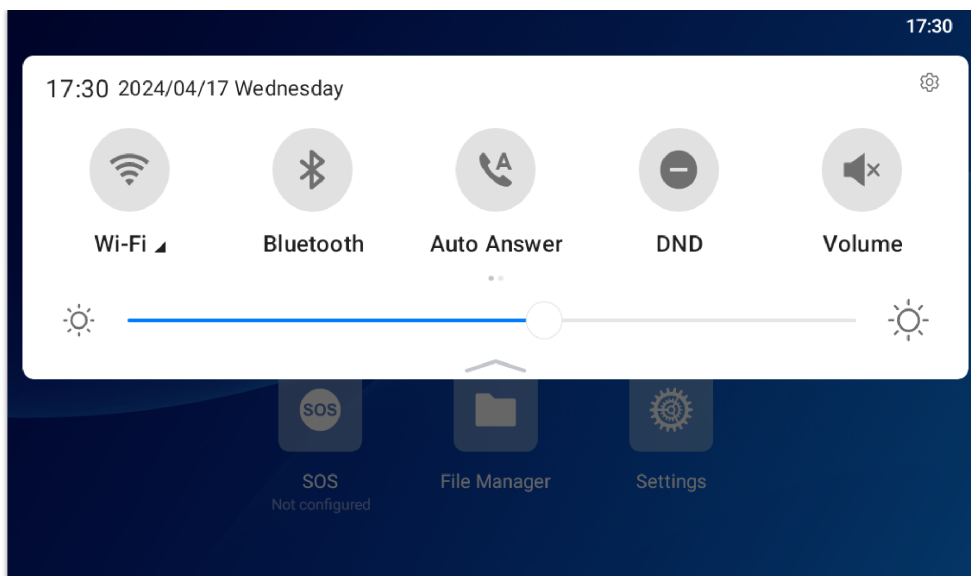 17:30
17:30 2024/04/17 Wednesday
A
Wi-Fi Bluetooth Auto Answer DND Volume
SOS
SOS File Manager Settings
Not configured